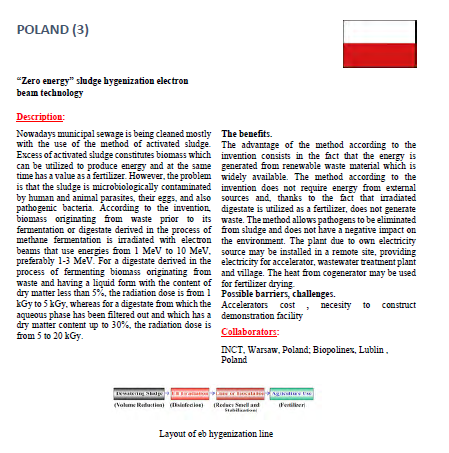 POLAND (3)
“Zero energy” sludge hygenization electron
beam technology
Description:
Nowadays municipal sewage is being cleaned mostly
with the use of the method of activated sludge.
Excess of activated sludge constitutes biomass which
can be utilized to produce energy and at the same
time has a value as a fertilizer. However, the problem
is that the sludge is microbiologically contaminated
by human and animal parasites, their eggs, and also
pathogenic bacteria. According to the invention,
biomass originating from waste prior to its
fermentation or digestate derived in the process of
methane fermentation is irradiated with electron
beams that use energies from 1 MeV to 10 MeV,
preferably 1-3 MeV. For a digestate derived in the
process of fermenting biomass originating from
waste and having a liquid form with the content of
dry matter less than 5%, the radiation dose is from 1
kGy to 5 kGy, whereas for a digestate from which the
aqueous phase has been filtered out and which has a
dry matter content up to 30%, the radiation dose is
from 5 to 20 kGy.
The benefits.
The advantage of the method according to the
invention consists in the fact that the energy is
generated from renewable waste material which is
widely available. The method according to the
invention does not require energy from external
sources and, thanks to the fact that irradiated
digestate is utilized as a fertilizer, does not generate
waste. The method allows pathogens to be eliminated
from sludge and does not have a negative impact on
the environment. The plant due to own electricity
source may be installed in a remote site, providing
electricity for accelerator, wastewater treatment plant
and village. The heat from cogenerator may be used
for fertilizer drying.
Possible barriers, challenges.
Accelerators cost , necesity to construct
demonstration facility
Collaborators:
INCT, Warsaw, Poland; Biopolinex, Lublin ,
Poland
Dewatering Sludge
EB Irradiation
Lime or Inoculation
Agriculture Use
(Volume Reduction)
(Disinfection)
(Reduce Smell and
Stabilisation)
(Fertilizer)
Layout of eb hygenization line